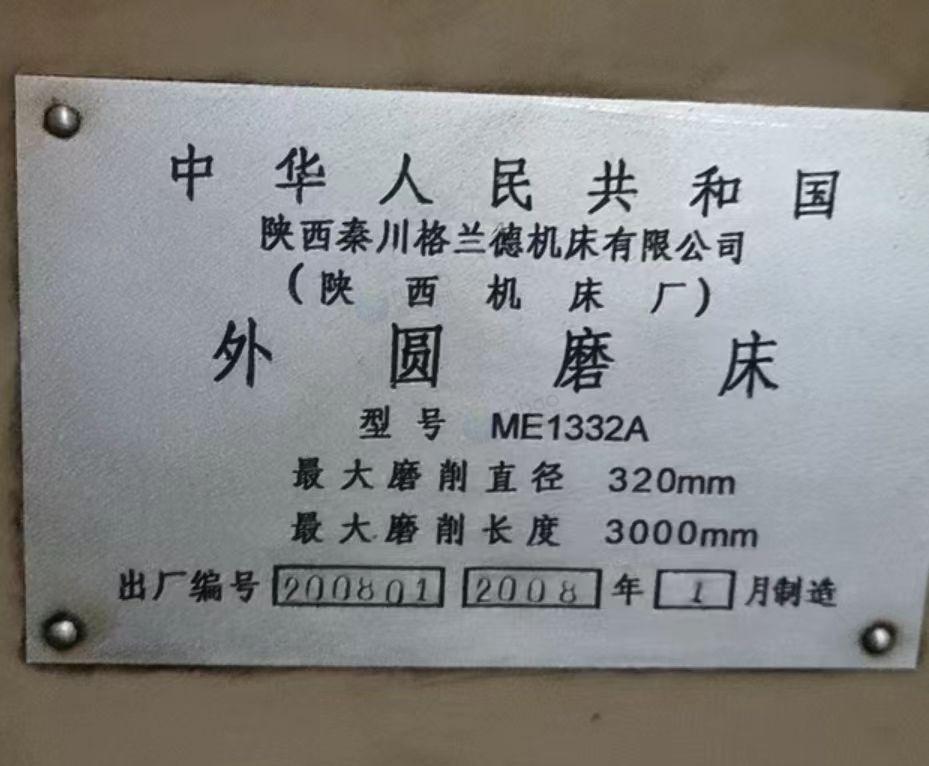 中华人民共和国
陕西秦川格兰德机床有限公司
(陕西机床厂)
外圆磨床
型号 ME1332A
最大磨削直径 320mm
最大磨削长度 3000mm
出厂编号 200801 2008 年 1 月制造